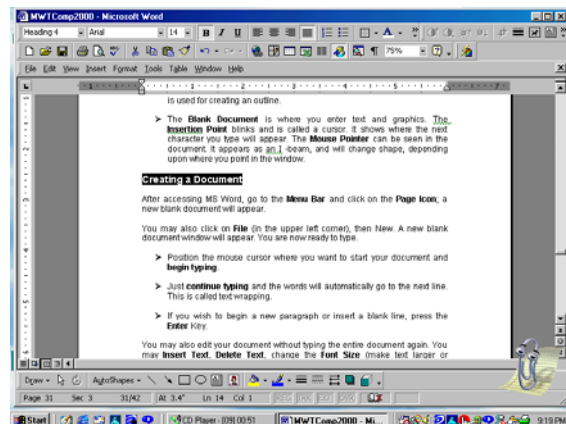 MWTComp2000 - Microsoft Word
Heading 4 Arial 14 B I U
75%
File Edit View Insert Format Tools Table Window Help
is used for creating an outline.
➤ The Blank Document is where you enter text and graphics. The
Insertion Point blinks and is called a cursor. It shows where the next
character you type will appear. The Mouse Pointer can be seen in the
document. It appears as an I -beam, and will change shape, depending
upon where you point in the window.
Creating a Document
After accessing MS Word, go to the Menu Bar and click on the Page Icon; a
new blank document will appear.
You may also click on File (in the upper left corner), then New. A new blank
document window will appear. You are now ready to type.
➤ Position the mouse cursor where you want to start your document and
begin typing.
➤ Just continue typing and the words will automatically go to the next line.
This is called text wrapping.
➤ If you wish to begin a new paragraph or insert a blank line, press the
Enter Key.
You may also edit your document without typing the entire document again. You
may Insert Text, Delete Text, change the Font Size (make text larger or
Draw AutoShapes
Page 31 Sec 3 31/42 At 3.4" Ln 14 Col 1 REC TRK EXT OVR
Start CD Player - [09] 00:51 MWTComp2000 - Mi... 9:19 PM